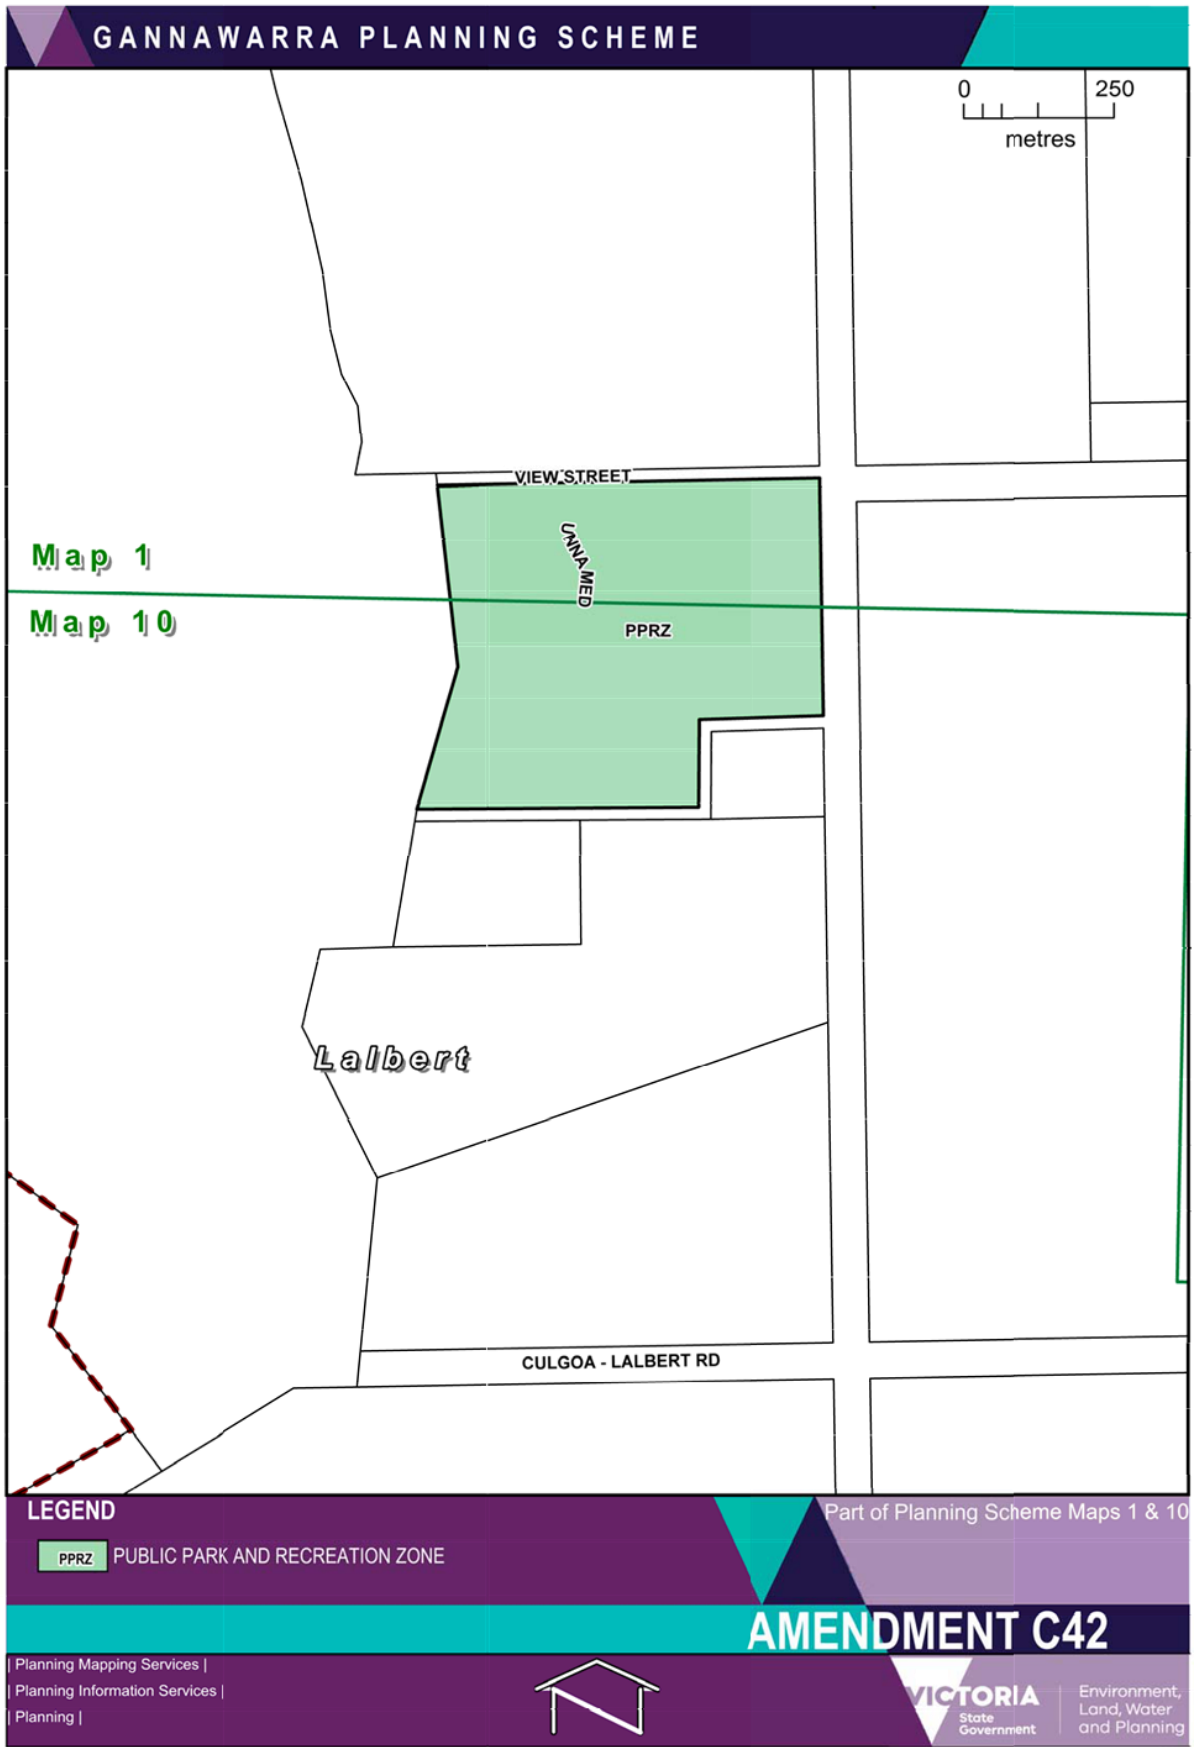 GANNAWARRA PLANNING SCHEME
0 250
metres
VIEW STREET
UNNAMED
Map 1
Map 10
PPRZ
Lalbert
CULGOA - LALBERT RD
LEGEND
Part of Planning Scheme Maps 1 & 10
PPRZ PUBLIC PARK AND RECREATION ZONE
AMENDMENT C42
| Planning Mapping Services |
| Planning Information Services |
| Planning |
VICTORIA
State
Government
Environment,
Land, Water
and Planning